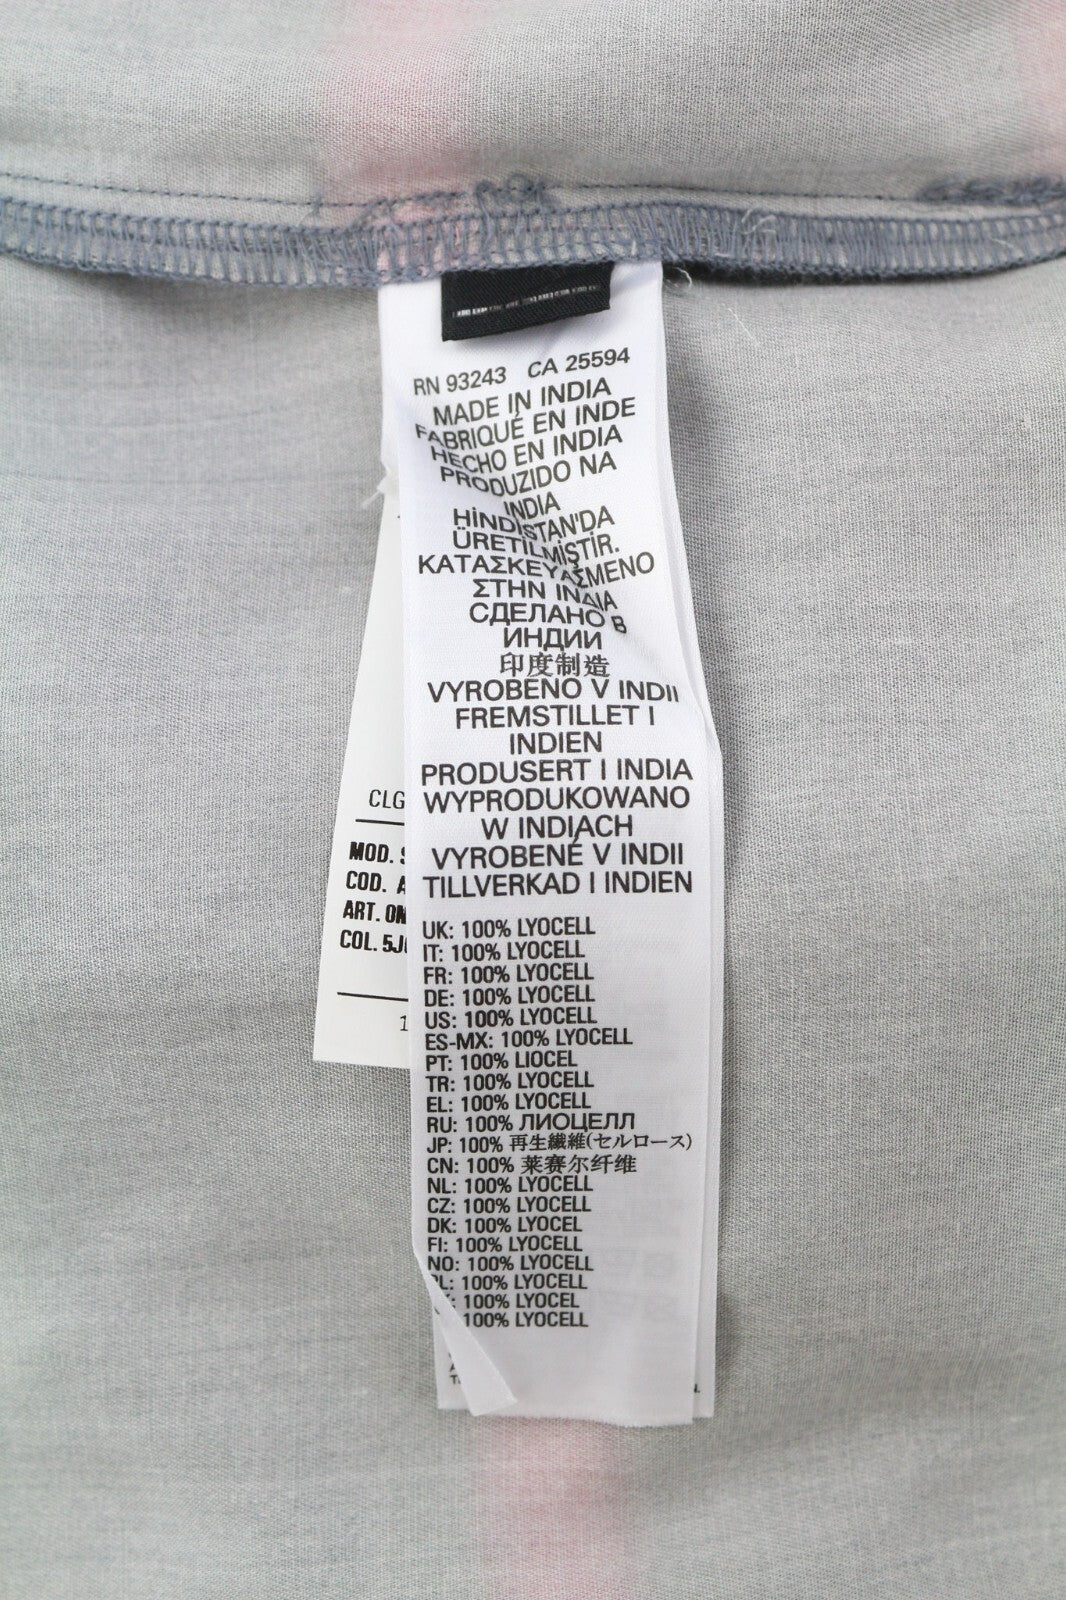 RN 93243 CA 25594
MADE IN INDIA
FABRIQUÉ EN INDE
HECHO EN INDIA
PRODUZIDO NA
INDIA
HİNDİSTAN'DA
ÜRETİLMİŞTİR.
ΚΑΤΑΣΚΕΥΑΣΜΕΝΟ
ΣΤΗΝ ΙΝΔΙΑ
СДЕЛАНО В
ИНДИИ
印度制造
VYROBENO V INDII
FREMSTILLET I
INDIEN
PRODUSERT I INDIA
WYPRODUKOWANO
W INDIACH
VYROBENÉ V INDII
TILLVERKAD I INDIEN
UK: 100% LYOCELL
IT: 100% LYOCELL
FR: 100% LYOCELL
DE: 100% LYOCELL
US: 100% LYOCELL
ES-MX: 100% LYOCELL
PT: 100% LIOCEL
TR: 100% LYOCELL
EL: 100% LYOCELL
RU: 100% ЛИОЦЕЛЛ
JP: 100% 再生繊維(セルロース)
CN: 100% 莱赛尔纤维
NL: 100% LYOCELL
CZ: 100% LYOCELL
DK: 100% LYOCEL
FI: 100% LYOCELL
NO: 100% LYOCELL
PL: 100% LYOCELL
100% LYOCEL
100% LYOCELL
CLG
MOD.
COD.
ART.
COL.